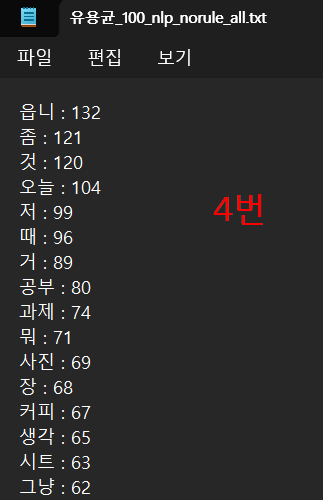 유용균_100_nlp_norule_all.txt
파일 편집 보기
읍니 : 132
좀 : 121
것 : 120
오늘 : 104
저 : 99
4번
때 : 96
거 : 89
공부 : 80
과제 : 74
뭐 : 71
사진 : 69
장 : 68
커피 : 67
생각 : 65
시트 : 63
그냥 : 62